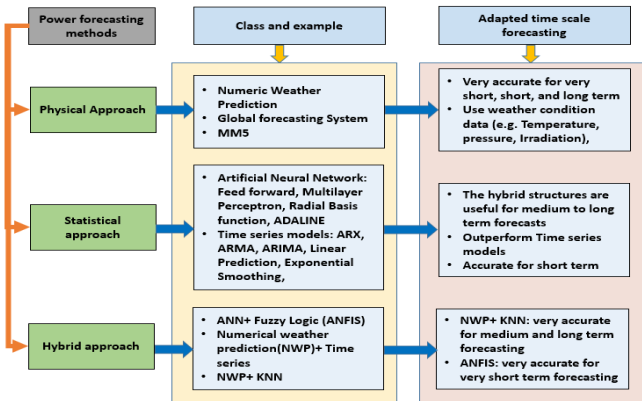 Power forecasting
methods
Class and example
Adapted time scale
forecasting
Physical Approach
• Numeric Weather
Prediction
• Global forecasting System
• MM5
• Very accurate for very
short, short, and long term
• Use weather condition
data (e.g. Temperature,
pressure, Irradiation),
Statistical
approach
• Artificial Neural Network:
Feed forward, Multilayer
Perceptron, Radial Basis
function, ADALINE
• Time series models: ARX,
ARMA, ARIMA, Linear
Prediction, Exponential
Smoothing,
• The hybrid structures are
useful for medium to long
term forecasts
• Outperform Time series
models
• Accurate for short term
Hybrid approach
• ANN+ Fuzzy Logic (ANFIS)
• Numerical weather
prediction(NWP)+ Time
series
• NWP+ KNN
• NWP+ KNN: very accurate
for medium and long term
forecasting
• ANFIS: very accurate for
very short term forecasting